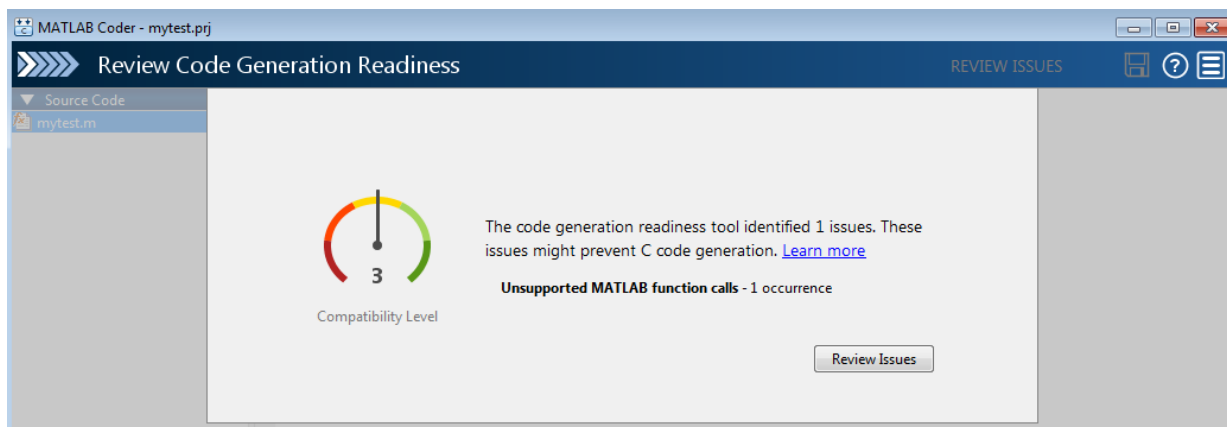 MATLAB Coder - mytest.prj
Review Code Generation Readiness
REVIEW ISSUES
Source Code
mytest.m
The code generation readiness tool identified 1 issues. These
issues might prevent C code generation. Learn more
Unsupported MATLAB function calls - 1 occurrence
3
Compatibility Level
Review Issues